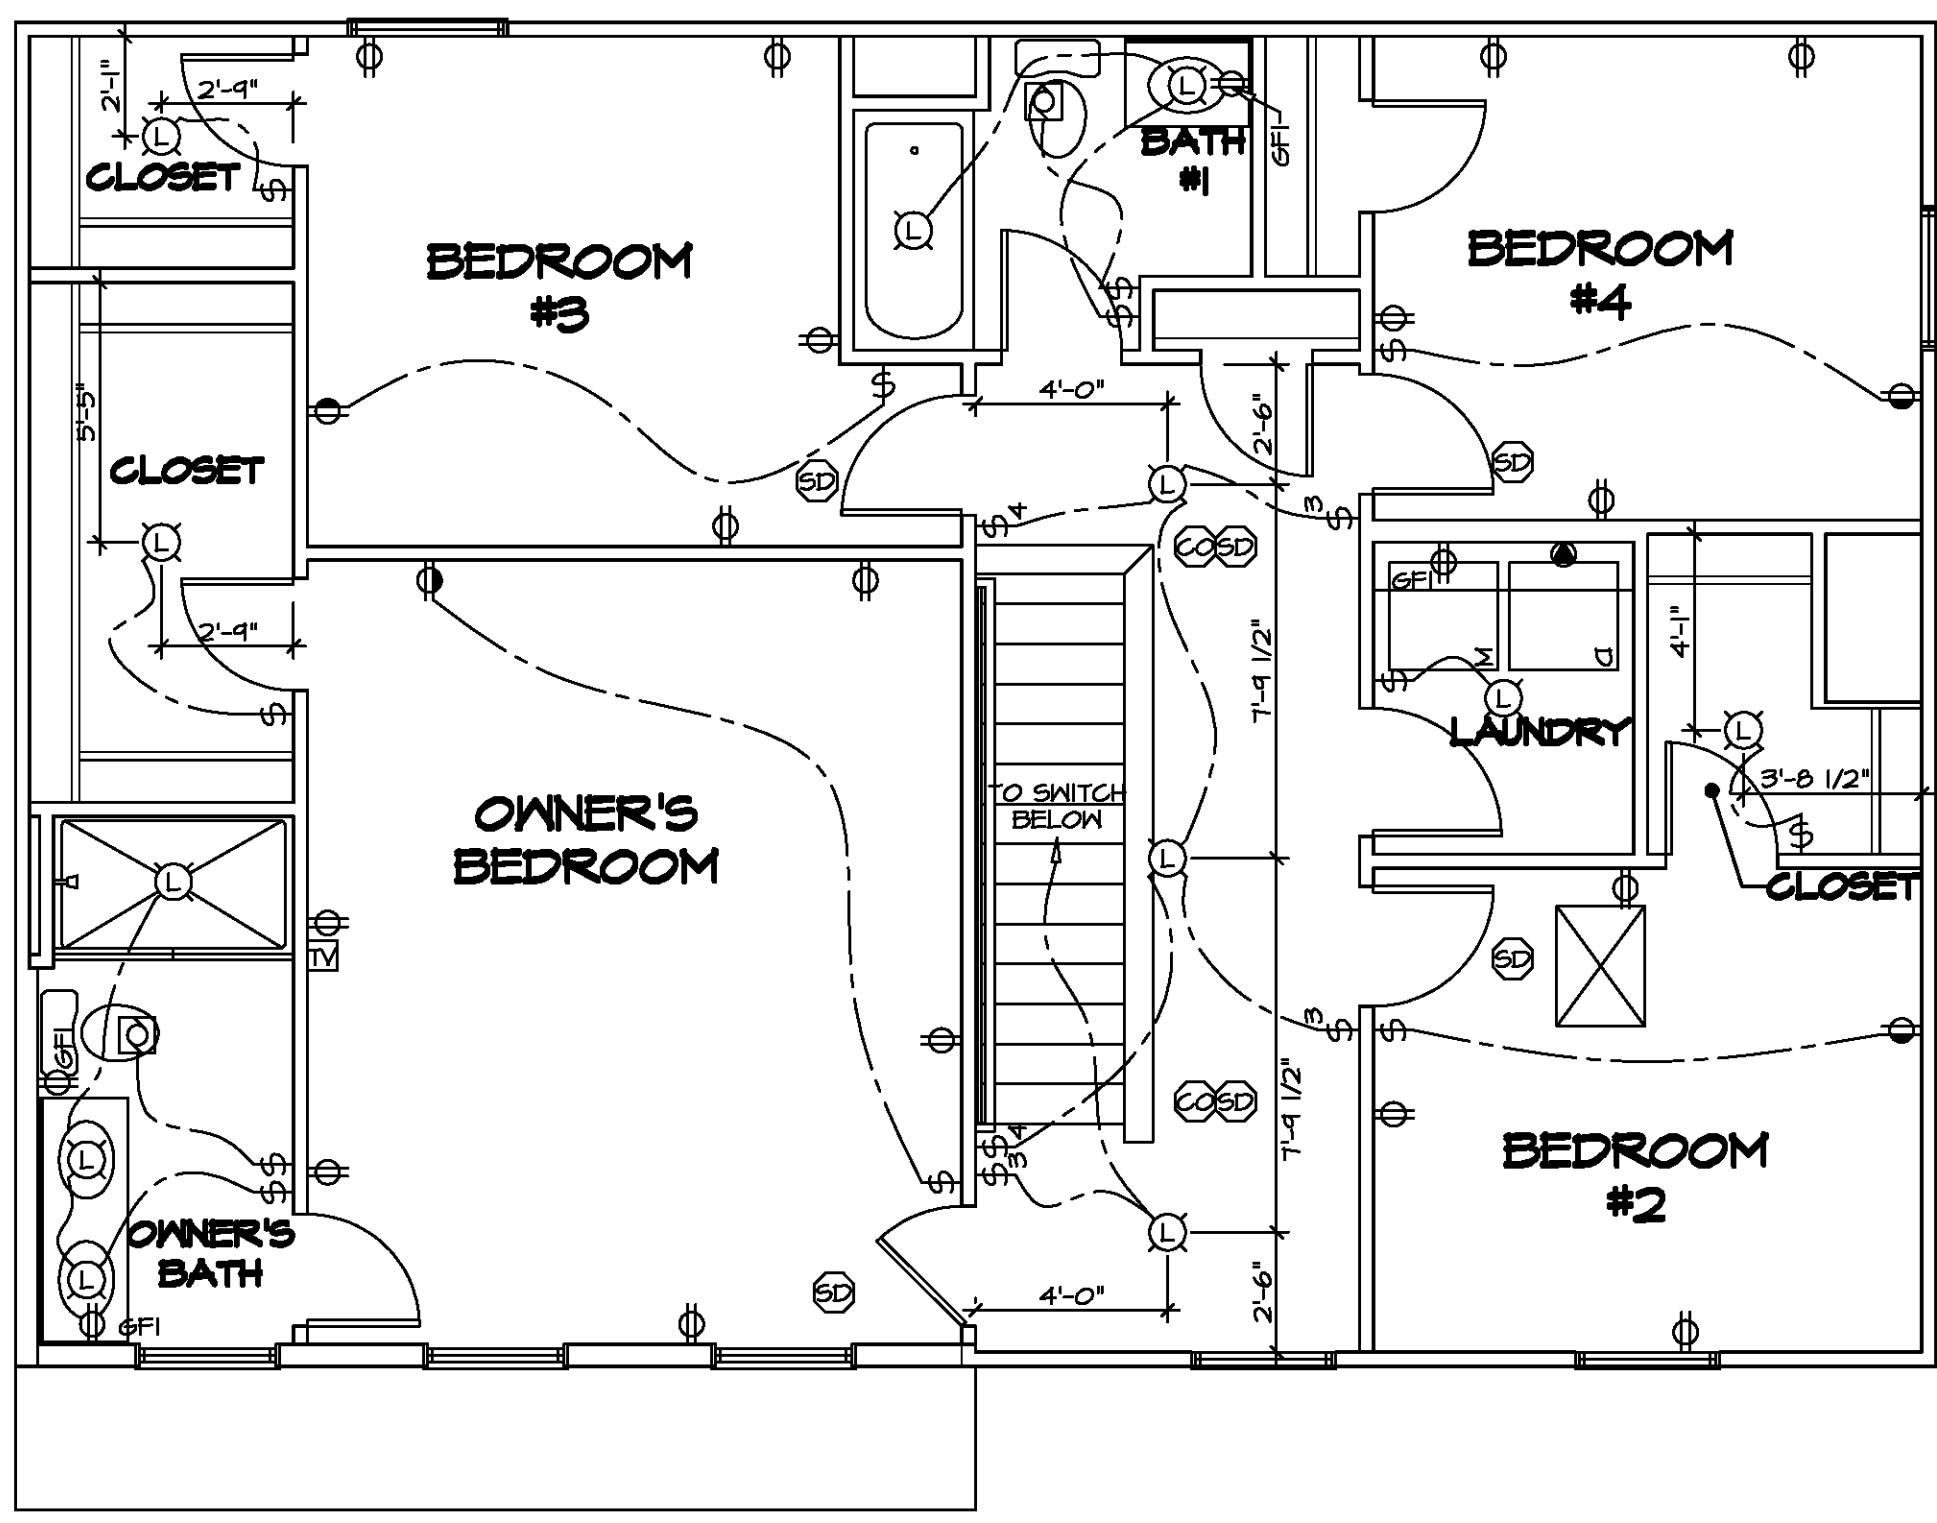 2'-1"
2'-9"
L
CLOSET
$
BEDROOM
#3
L
L
BATH
#1
GFI
$
$
BEDROOM
#4
$
5'-5"
CLOSET
L
2'-9"
$
$
SD
4'-0"
2'-6"
L
$ 4
3 $
SD
CO SD
GFI
M
D
$
L
LAUNDRY
4'-1"
L
3'-8 1/2"
$
CLOSET
7'-9 1/2"
OWNER'S
BEDROOM
TO SWITCH
BELOW
L
L
TV
GFI
SD
3 $
$
CO SD
7'-9 1/2"
$ 4
$ 3
$
L
$
$
OWNER'S
BATH
L
GFI
SD
L
4'-0"
2'-6"
BEDROOM
#2